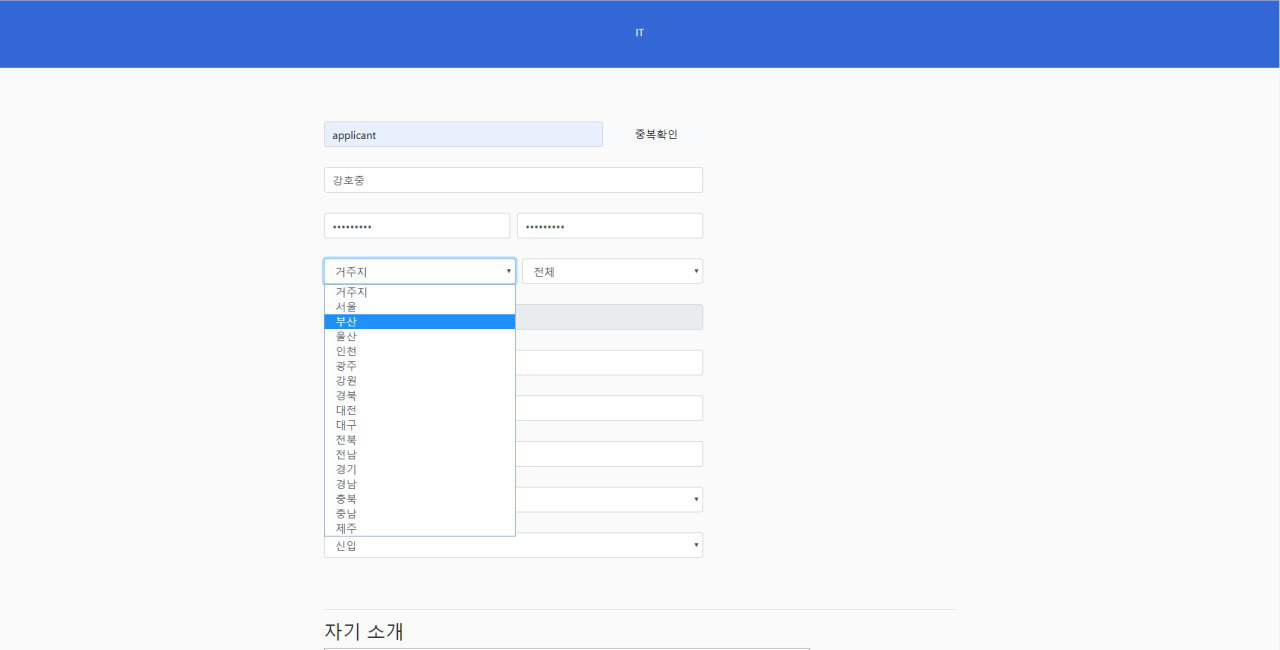 IT
applicant 중복확인
강호중
••••••••• •••••••••
거주지 전체
거주지
서울
부산
울산
인천
광주
강원
경북
대전
대구
전북
전남
경기
경남
충북
충남
제주
신입
자기 소개